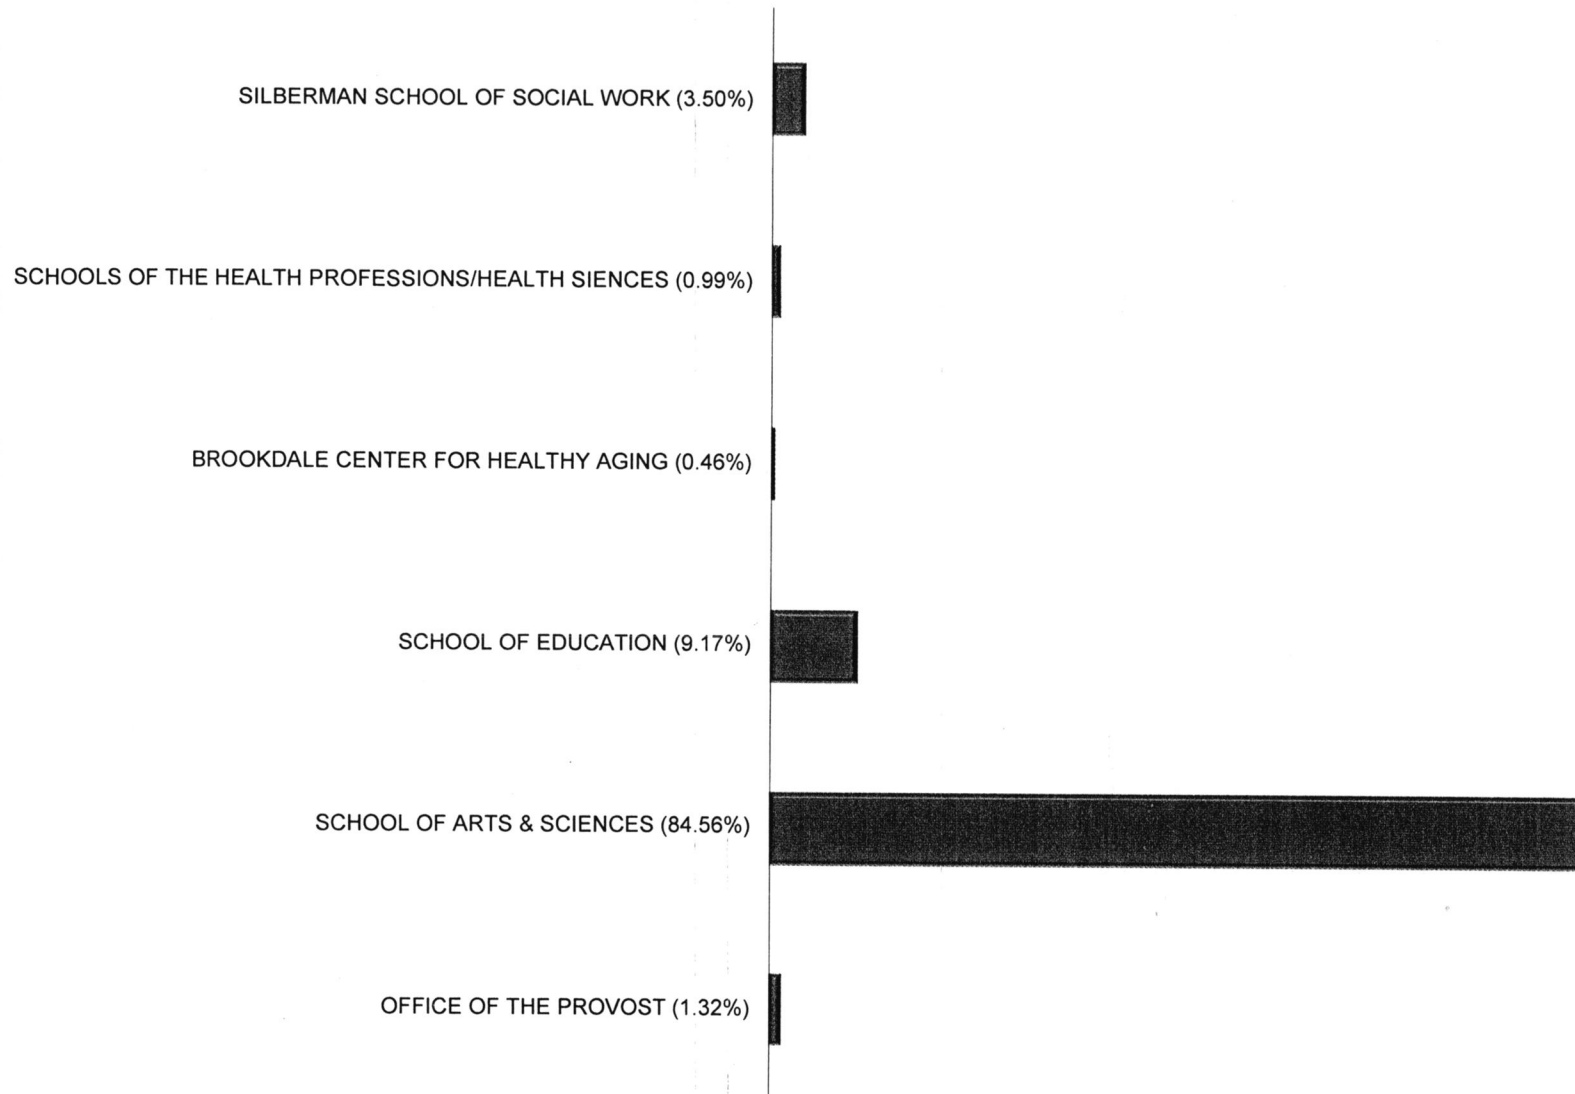 SILBERMAN SCHOOL OF SOCIAL WORK (3.50%)
SCHOOLS OF THE HEALTH PROFESSIONS/HEALTH SIENCES (0.99%)
BROOKDALE CENTER FOR HEALTHY AGING (0.46%)
SCHOOL OF EDUCATION (9.17%)
SCHOOL OF ARTS & SCIENCES (84.56%)
OFFICE OF THE PROVOST (1.32%)